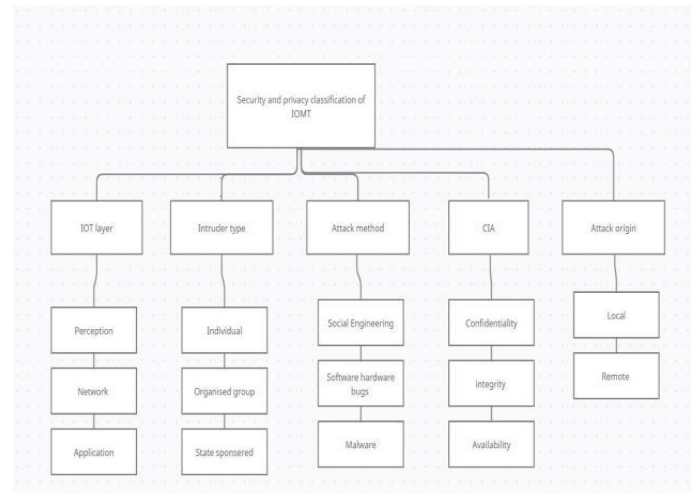 Security and privacy classification of
IOMT
IOT layer
Intruder type
Attack method
CIA
Attack origin
Perception
Network
Application
Individual
Organised group
State sponsered
Social Engineering
Software hardware
bugs
Malware
Confidentiality
integrity
Availability
Local
Remote